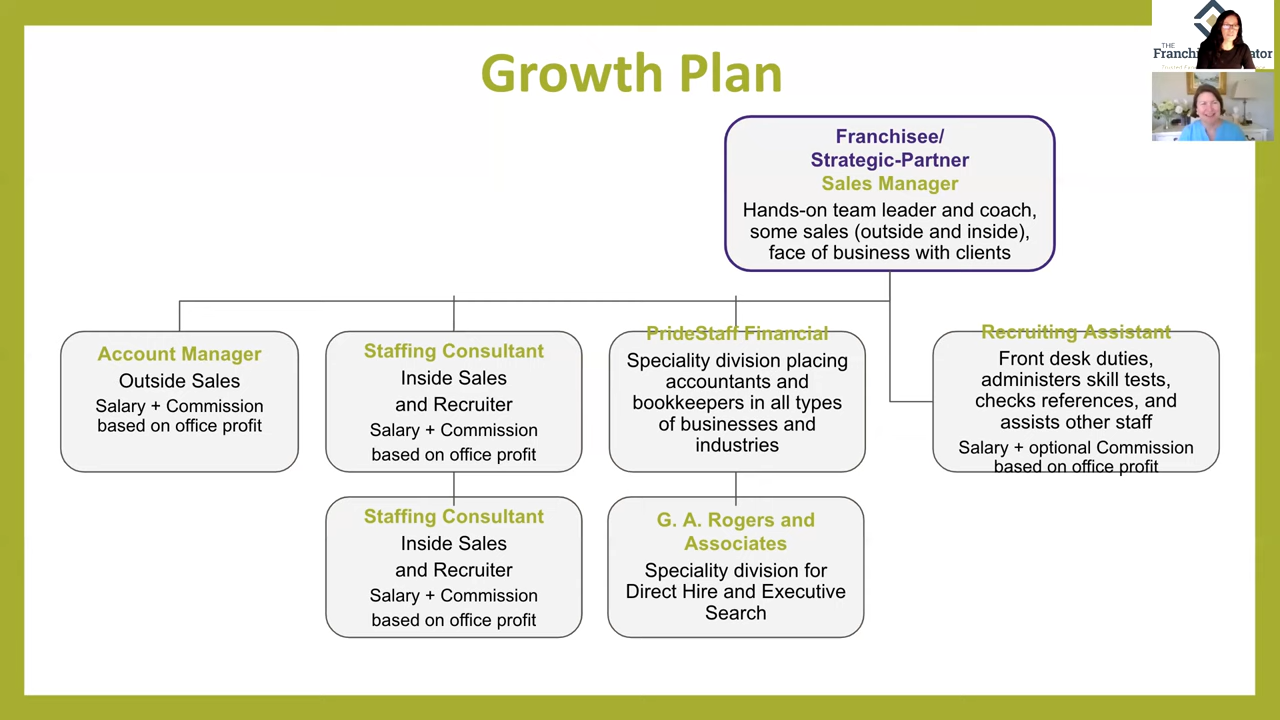 Growth Plan
THE
Franchisee/
Strategic-Partner
Sales Manager
Hands-on team leader and coach,
some sales (outside and inside),
face of business with clients
Account Manager
Outside Sales
Salary + Commission
based on office profit
Staffing Consultant
Inside Sales
and Recruiter
Salary + Commission
based on office profit
PrideStaff Financial
Speciality division placing
accountants and
bookkeepers in all types
of businesses and
industries
Recruiting Assistant
Front desk duties,
administers skill tests,
checks references, and
assists other staff
Salary + optional Commission
based on office profit
Staffing Consultant
Inside Sales
and Recruiter
Salary + Commission
based on office profit
G. A. Rogers and
Associates
Speciality division for
Direct Hire and Executive
Search